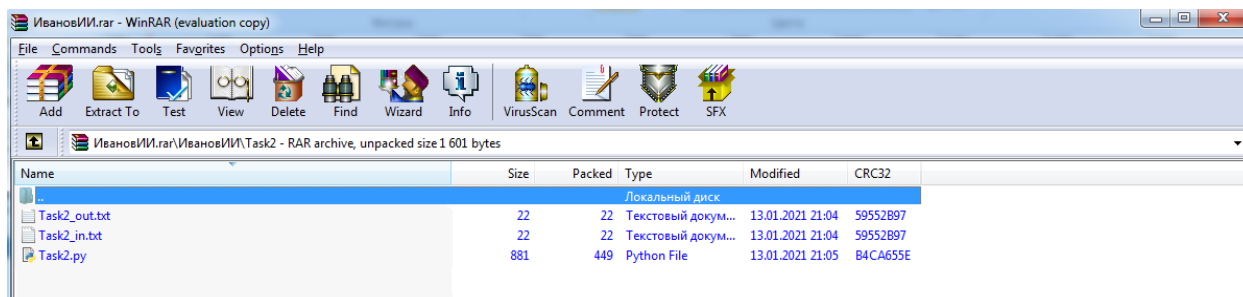 ИвановИИ.rar - WinRAR (evaluation copy)
File Commands Tools Favorites Options Help
Add Extract To Test View Delete Find Wizard Info VirusScan Comment Protect SFX
ИвановИИ.rar\ИвановИИ\Task2 - RAR archive, unpacked size 1 601 bytes
Name Size Packed Type Modified CRC32
.. Локальный диск
Task2_out.txt 22 22 Текстовый докум... 13.01.2021 21:04 59552B97
Task2_in.txt 22 22 Текстовый докум... 13.01.2021 21:04 59552B97
Task2.py 881 449 Python File 13.01.2021 21:05 B4CA655E